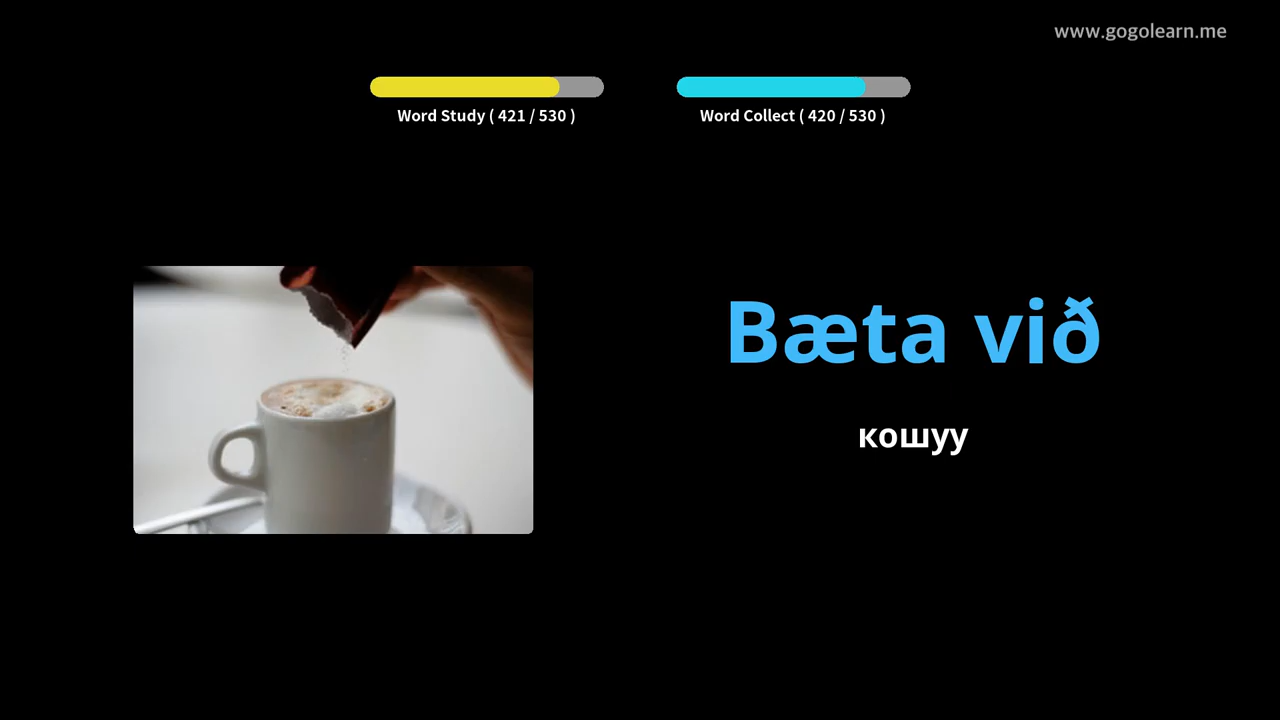 www.gogolearn.me
Word Study ( 421 / 530 )
Word Collect ( 420 / 530 )
Bæta við
кошуу